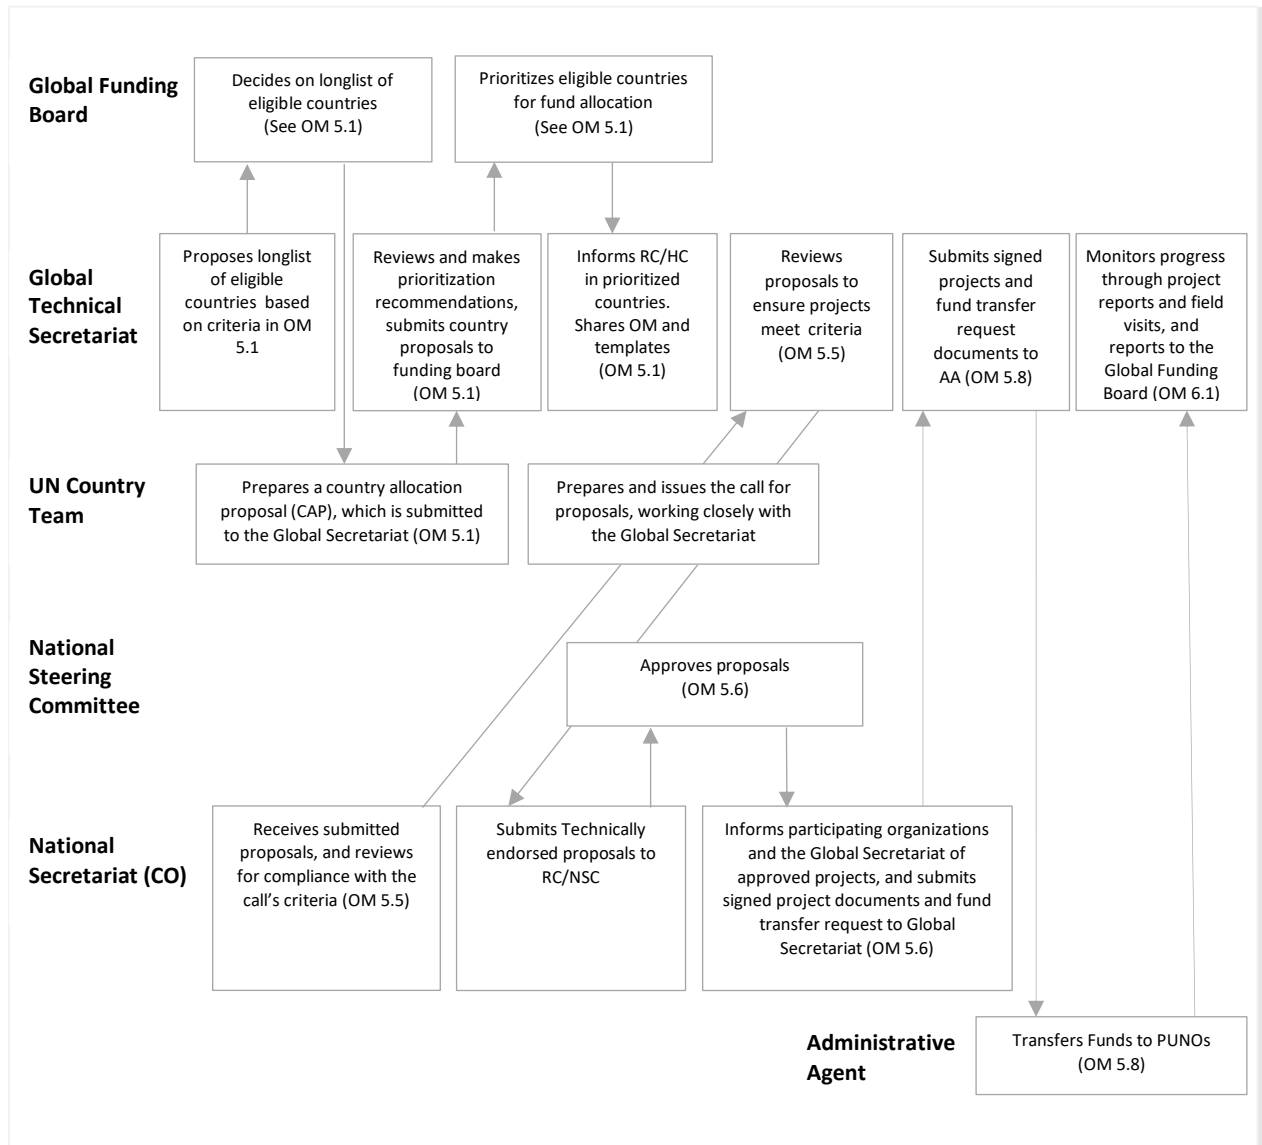 Global Funding
Board
Decides on longlist of
eligible countries
(See OM 5.1)
Prioritizes eligible countries
for fund allocation
(See OM 5.1)
Global
Technical
Secretariat
Proposes longlist
of eligible
countries based
on criteria in OM
5.1
Reviews and makes
prioritization
recommendations,
submits country
proposals to
funding board
(OM 5.1)
Informs RC/HC
in prioritized
countries.
Shares OM and
templates
(OM 5.1)
Reviews
proposals to
ensure projects
meet criteria
(OM 5.5)
Submits signed
projects and
fund transfer
request
documents to
AA (OM 5.8)
Monitors progress
through project
reports and field
visits, and
reports to the
Global Funding
Board (OM 6.1)
UN Country
Team
Prepares a country allocation
proposal (CAP), which is submitted
to the Global Secretariat (OM 5.1)
Prepares and issues the call for
proposals, working closely with
the Global Secretariat
National
Steering
Committee
Approves proposals
(OM 5.6)
National
Secretariat (CO)
Receives submitted
proposals, and reviews
for compliance with the
call’s criteria (OM 5.5)
Submits Technically
endorsed proposals to
RC/NSC
Informs participating organizations
and the Global Secretariat of
approved projects, and submits
signed project documents and fund
transfer request to Global
Secretariat (OM 5.6)
Administrative
Agent
Transfers Funds to PUNOs
(OM 5.8)